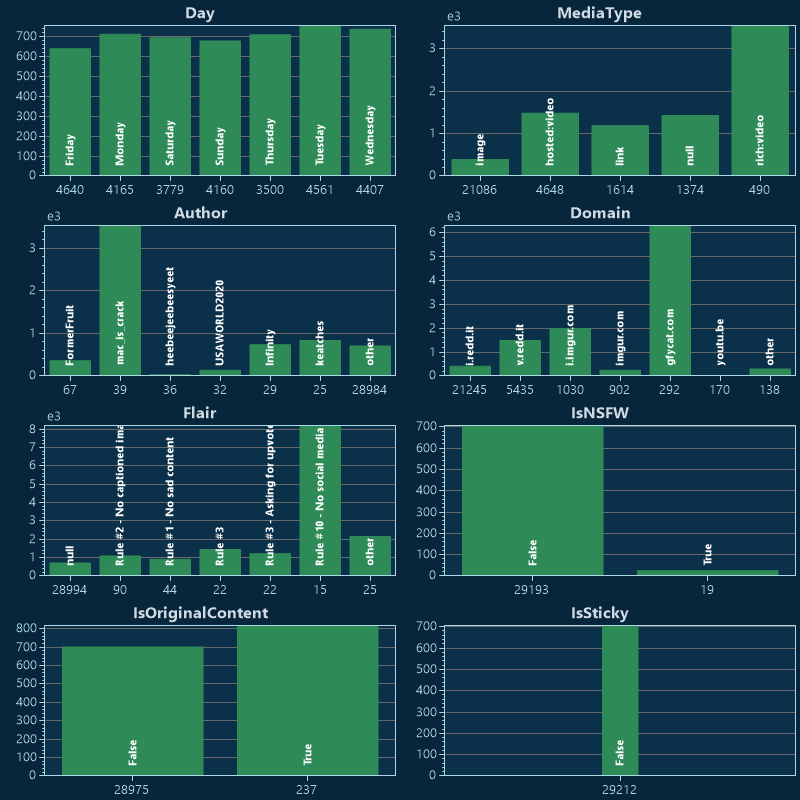 Day
700
600
500
400
300
200
100
0
Friday
Monday
Saturday
Sunday
Thursday
Tuesday
Wednesday
4640 4165 3779 4160 3500 4561 4407
MediaType
e3
3
2
1
0
image
hosted:video
link
null
rich:video
21086 4648 1614 1374 490
Author
e3
3
2
1
0
FormerFruit
mac_is_crack
heebeejeebeesyeet
USAWORLD2020
Infinity
keatches
other
67 39 36 32 29 25 28984
Domain
e3
6
5
4
3
2
1
0
i.redd.it
v.redd.it
i.imgur.com
imgur.com
gfycat.com
youtu.be
other
21245 5435 1030 902 292 170 138
Flair
e3
8
7
6
5
4
3
2
1
0
null
Rule #2 - No captioned ima
Rule #1 - No sad content
Rule #3
Rule #3 - Asking for upvote
Rule #10 - No social media
other
28994 90 44 22 22 15 25
IsNSFW
700
600
500
400
300
200
100
0
False
True
29193 19
IsOriginalContent
800
700
600
500
400
300
200
100
0
False
True
28975 237
IsSticky
700
600
500
400
300
200
100
0
False
29212